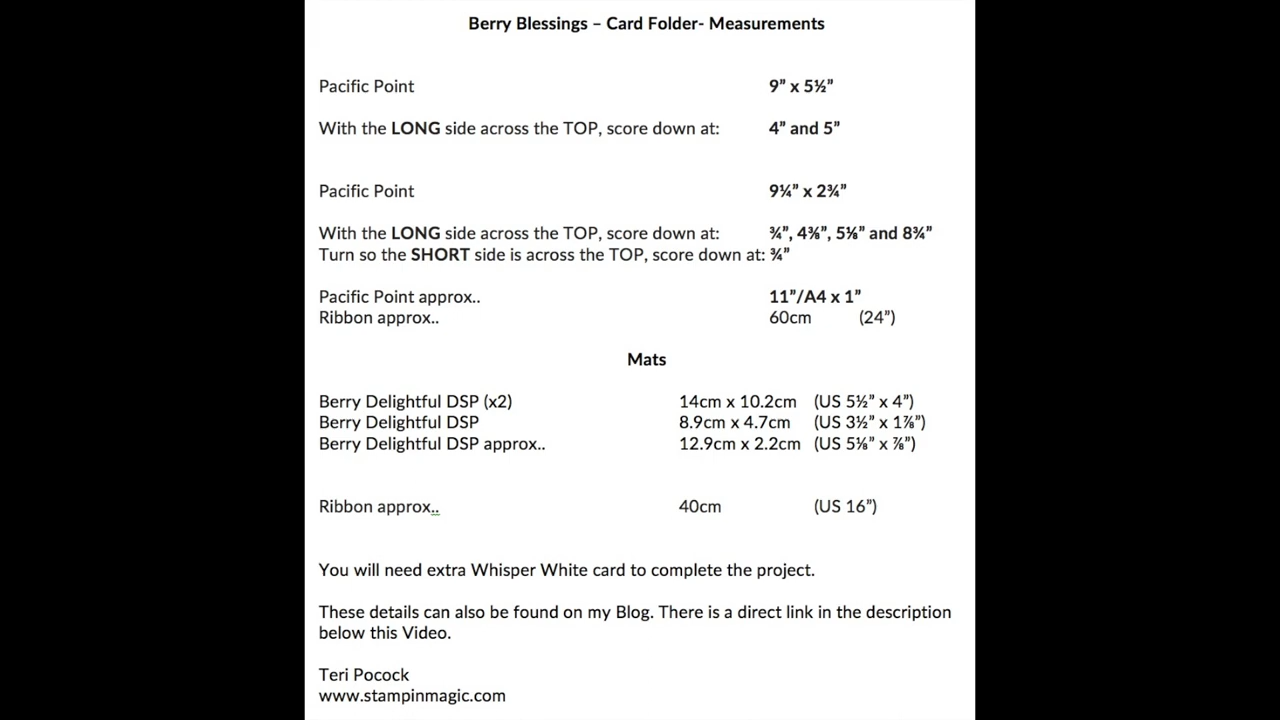 Berry Blessings – Card Folder- Measurements
Pacific Point 9” x 5½”
With the LONG side across the TOP, score down at: 4” and 5”
Pacific Point 9¼” x 2¾”
With the LONG side across the TOP, score down at: ¾”, 4⅜”, 5⅛” and 8¾”
Turn so the SHORT side is across the TOP, score down at: ¾”
Pacific Point approx.. 11”/A4 x 1”
Ribbon approx.. 60cm (24”)
Mats
Berry Delightful DSP (x2) 14cm x 10.2cm (US 5½” x 4”)
Berry Delightful DSP 8.9cm x 4.7cm (US 3½” x 1⅞”)
Berry Delightful DSP approx.. 12.9cm x 2.2cm (US 5⅛” x ⅞”)
Ribbon approx.. 40cm (US 16”)
You will need extra Whisper White card to complete the project.
These details can also be found on my Blog. There is a direct link in the description
below this Video.
Teri Pocock
www.stampinmagic.com